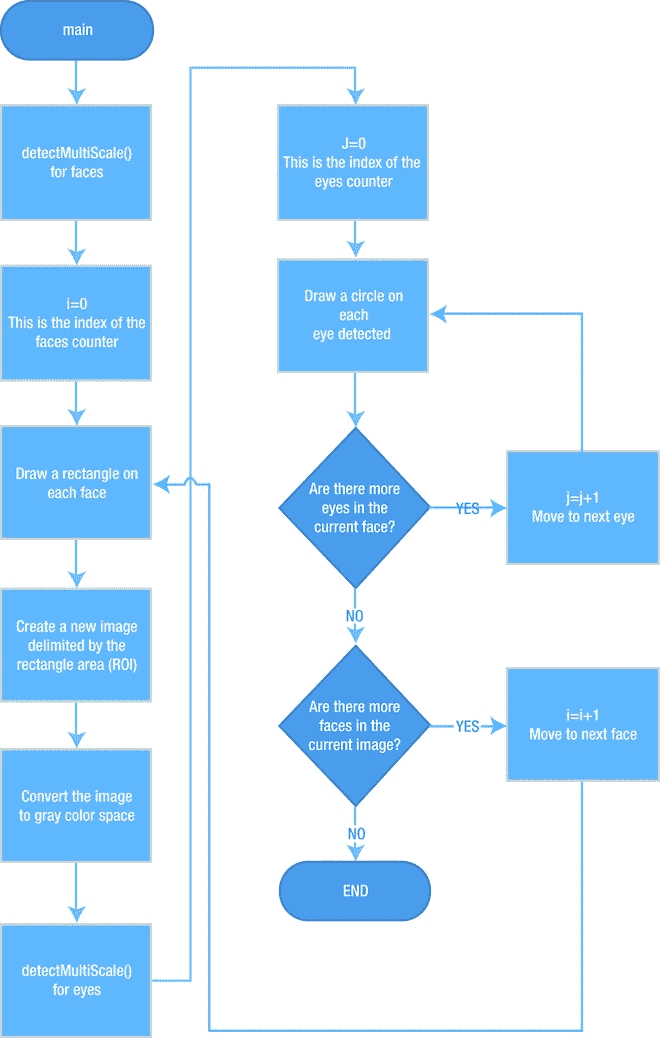 main
detectMultiScale()
for faces
i=0
This is the index of the
faces counter
Draw a rectangle on
each face
Create a new image
delimited by the
rectangle area (ROI)
Convert the image
to gray color space
detectMultiScale()
for eyes
J=0
This is the index of the
eyes counter
Draw a circle on
each
eye detected
Are there more
eyes in the
current face?
YES
j=j+1
Move to next eye
NO
Are there more
faces in the
current image?
YES
i=i+1
Move to next face
NO
END